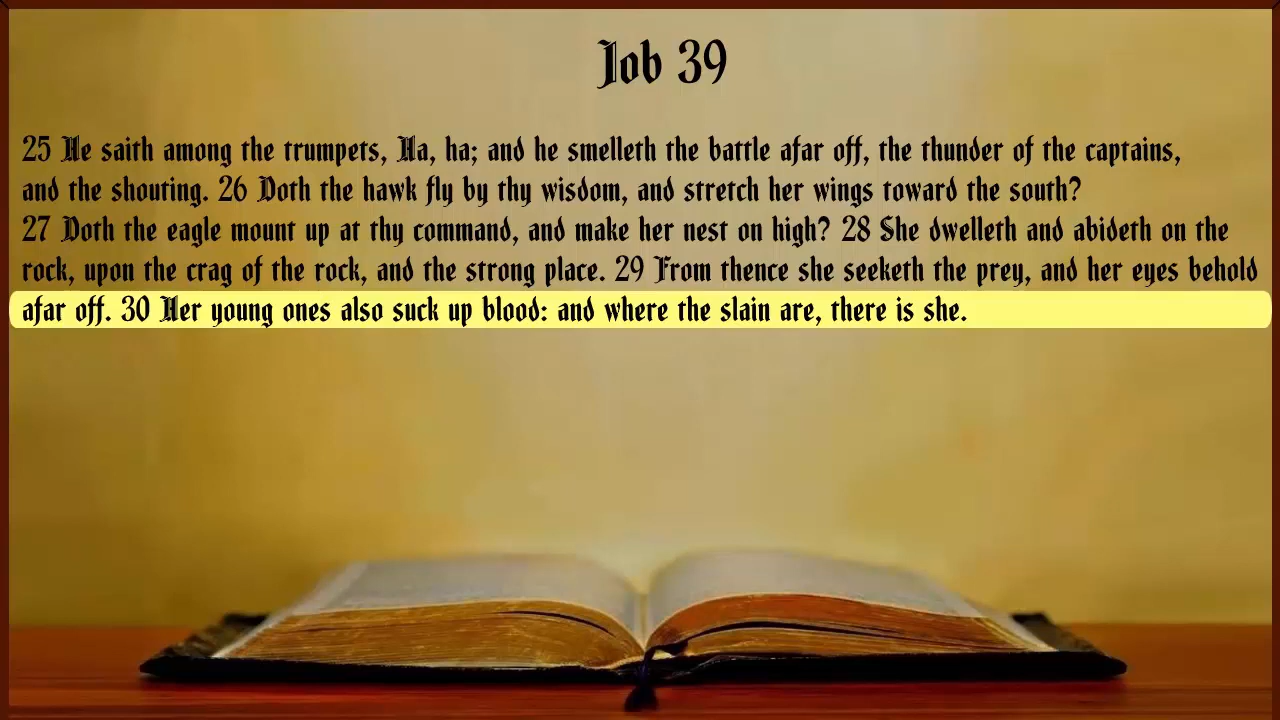 Job 39
25 He saith among the trumpets, Ha, ha; and he smelleth the battle afar off, the thunder of the captains,
and the shouting. 26 Doth the hawk fly by thy wisdom, and stretch her wings toward the south?
27 Doth the eagle mount up at thy command, and make her nest on high? 28 She dwelleth and abideth on the
rock, upon the crag of the rock, and the strong place. 29 From thence she seeketh the prey, and her eyes behold
afar off. 30 Her young ones also suck up blood: and where the slain are, there is she.